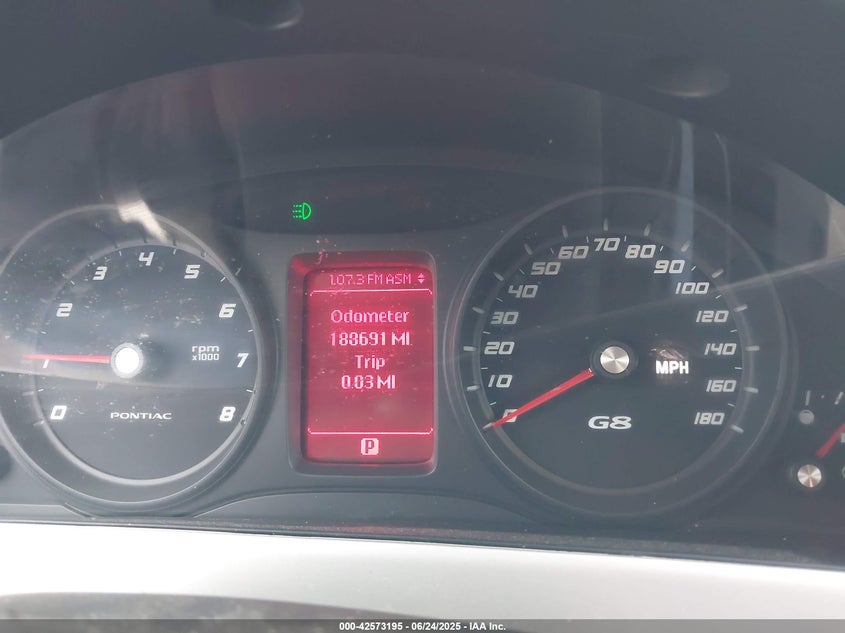 107.3 FM ASM
Odometer
188691 MI
Trip
0.03 MI
P
0 1 2 3 4 5 6 7 8
rpm
x1000
PONTIAC
0 10 20 30 40 50 60 70 80 90 100 120 140 160 180
MPH
G8
000-42573195 • 06/24/2025 • IAA Inc.